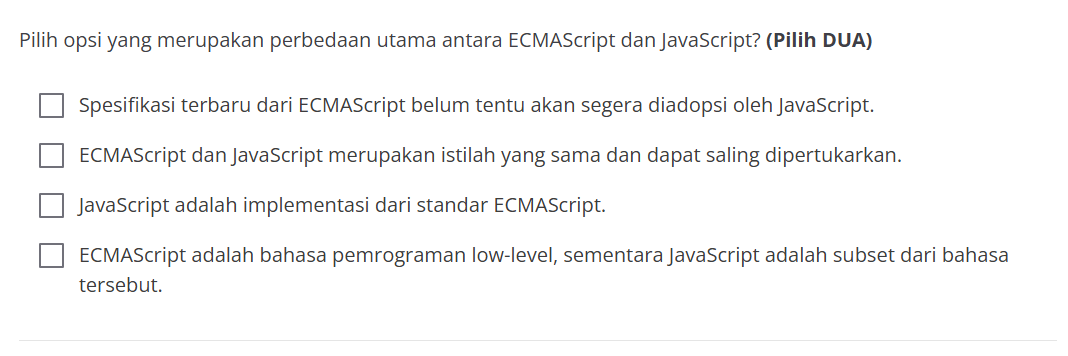 Pilih opsi yang merupakan perbedaan utama antara ECMAScript dan JavaScript? (Pilih DUA)
Spesifikasi terbaru dari ECMAScript belum tentu akan segera diadopsi oleh JavaScript.
ECMAScript dan JavaScript merupakan istilah yang sama dan dapat saling dipertukarkan.
JavaScript adalah implementasi dari standar ECMAScript.
ECMAScript adalah bahasa pemrograman low-level, sementara JavaScript adalah subset dari bahasa
tersebut.